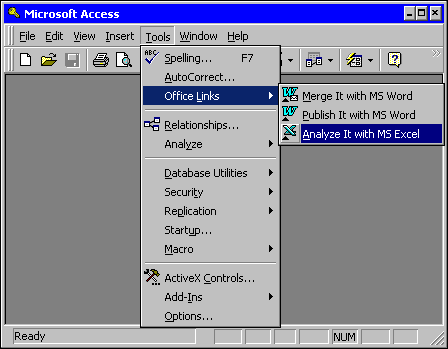 Microsoft Access
File Edit View Insert Tools Window Help
ABC Spelling... F7
AutoCorrect...
Office Links
Merge It with MS Word
Publish It with MS Word
Analyze It with MS Excel
Relationships...
Analyze
Database Utilities
Security
Replication
Startup...
Macro
ActiveX Controls...
Add-Ins
Options...
Ready NUM